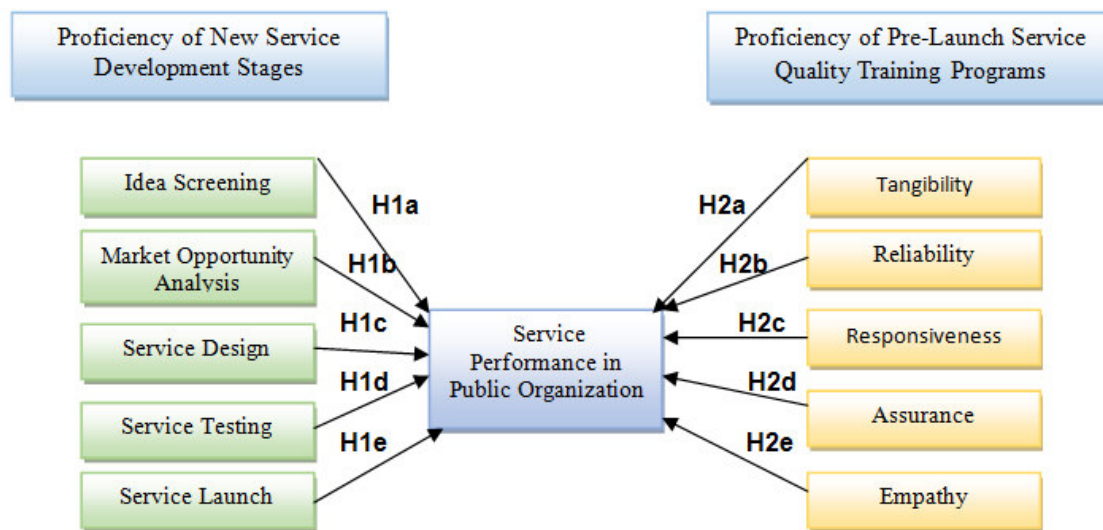 Proficiency of New Service
Development Stages
Proficiency of Pre-Launch Service
Quality Training Programs
Idea Screening
Market Opportunity
Analysis
Service Design
Service Testing
Service Launch
H1a
H1b
H1c
H1d
H1e
Service
Performance in
Public Organization
H2a
H2b
H2c
H2d
H2e
Tangibility
Reliability
Responsiveness
Assurance
Empathy